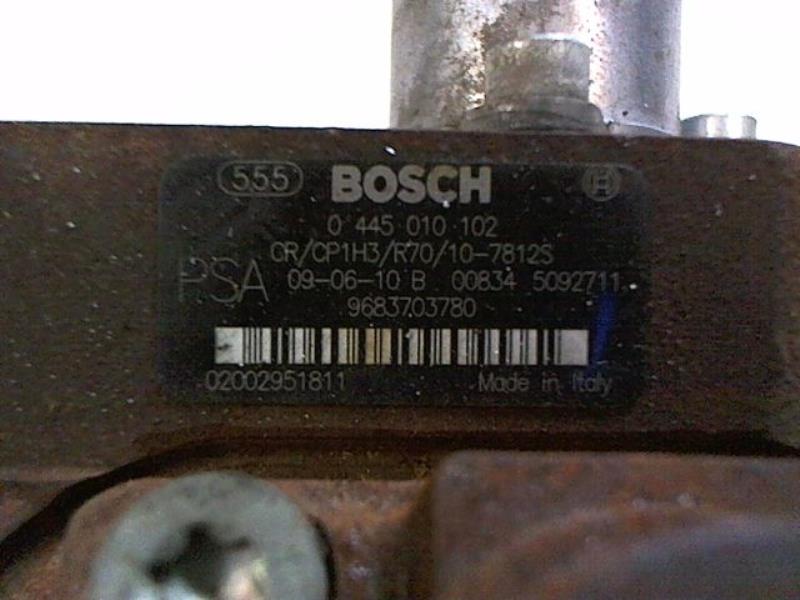 555 BOSCH
0 445 010 102
CR/CP1H3/R70/10-7812S
PSA 09-06-10 B 00834 5092711
9683703780
02002951811 Made in Italy